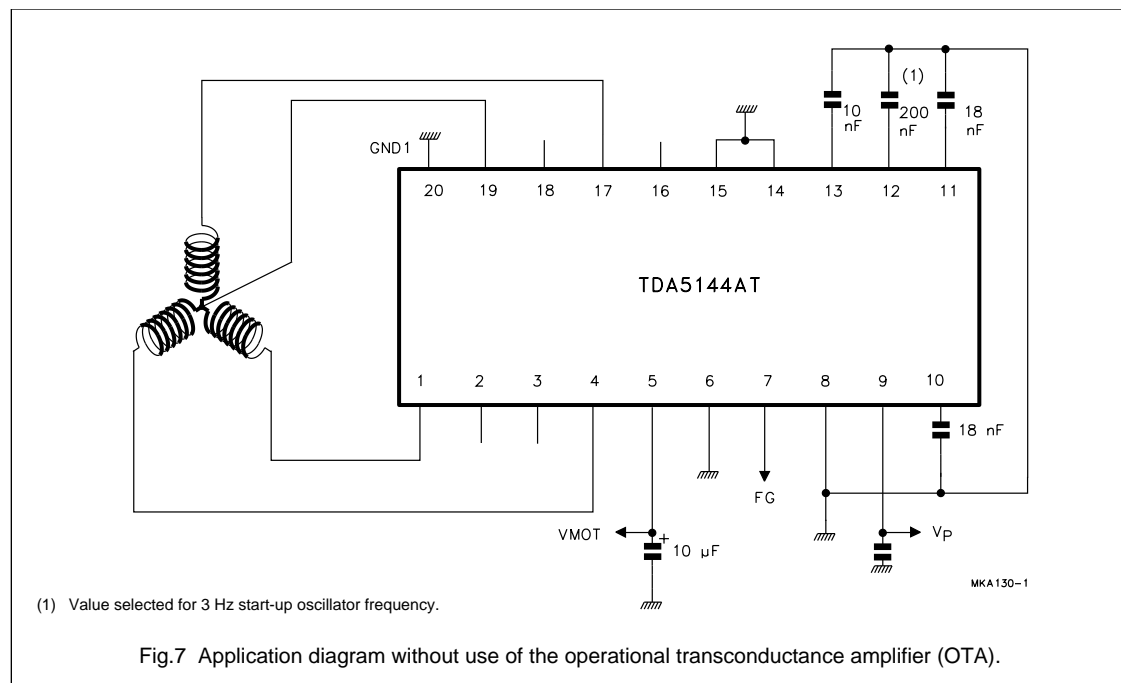 (1)
10 nF
200 nF
18 nF
GND1
20 19 18 17 16 15 14 13 12 11
TDA5144AT
1 2 3 4 5 6 7 8 9 10
18 nF
FG
VMOT
+
10 µF
VP
MKA130-1
(1) Value selected for 3 Hz start-up oscillator frequency.
Fig.7 Application diagram without use of the operational transconductance amplifier (OTA).